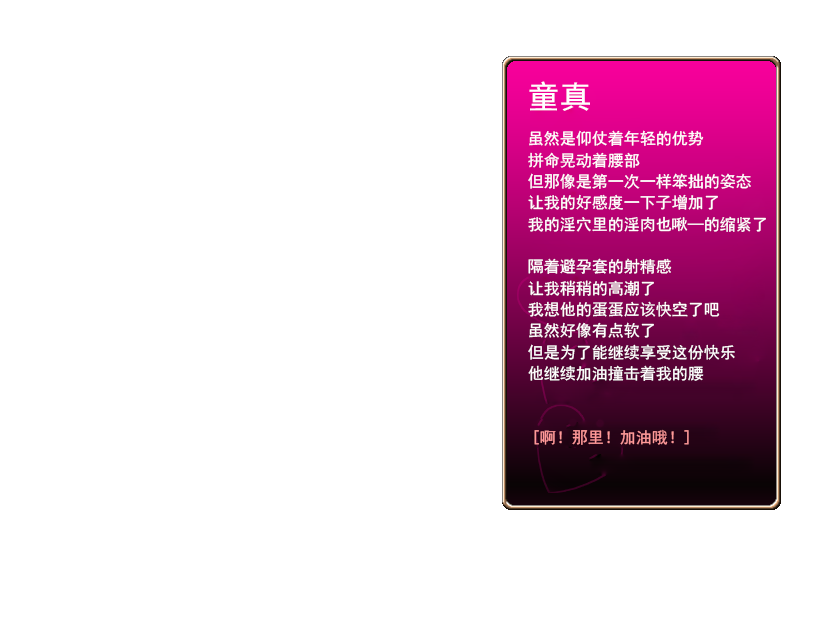 童真
虽然是仰仗着年轻的优势
拼命晃动着腰部
但那像是第一次一样笨拙的姿态
让我的好感度一下子增加了
我的淫穴里的淫肉也啾一的缩紧了
隔着避孕套的射精感
让我稍稍的高潮了
我想他的蛋蛋应该快空了吧
虽然好像有点软了
但是为了能继续享受这份快乐
他继续加油撞击着我的腰
[啊！那里！加油哦！]